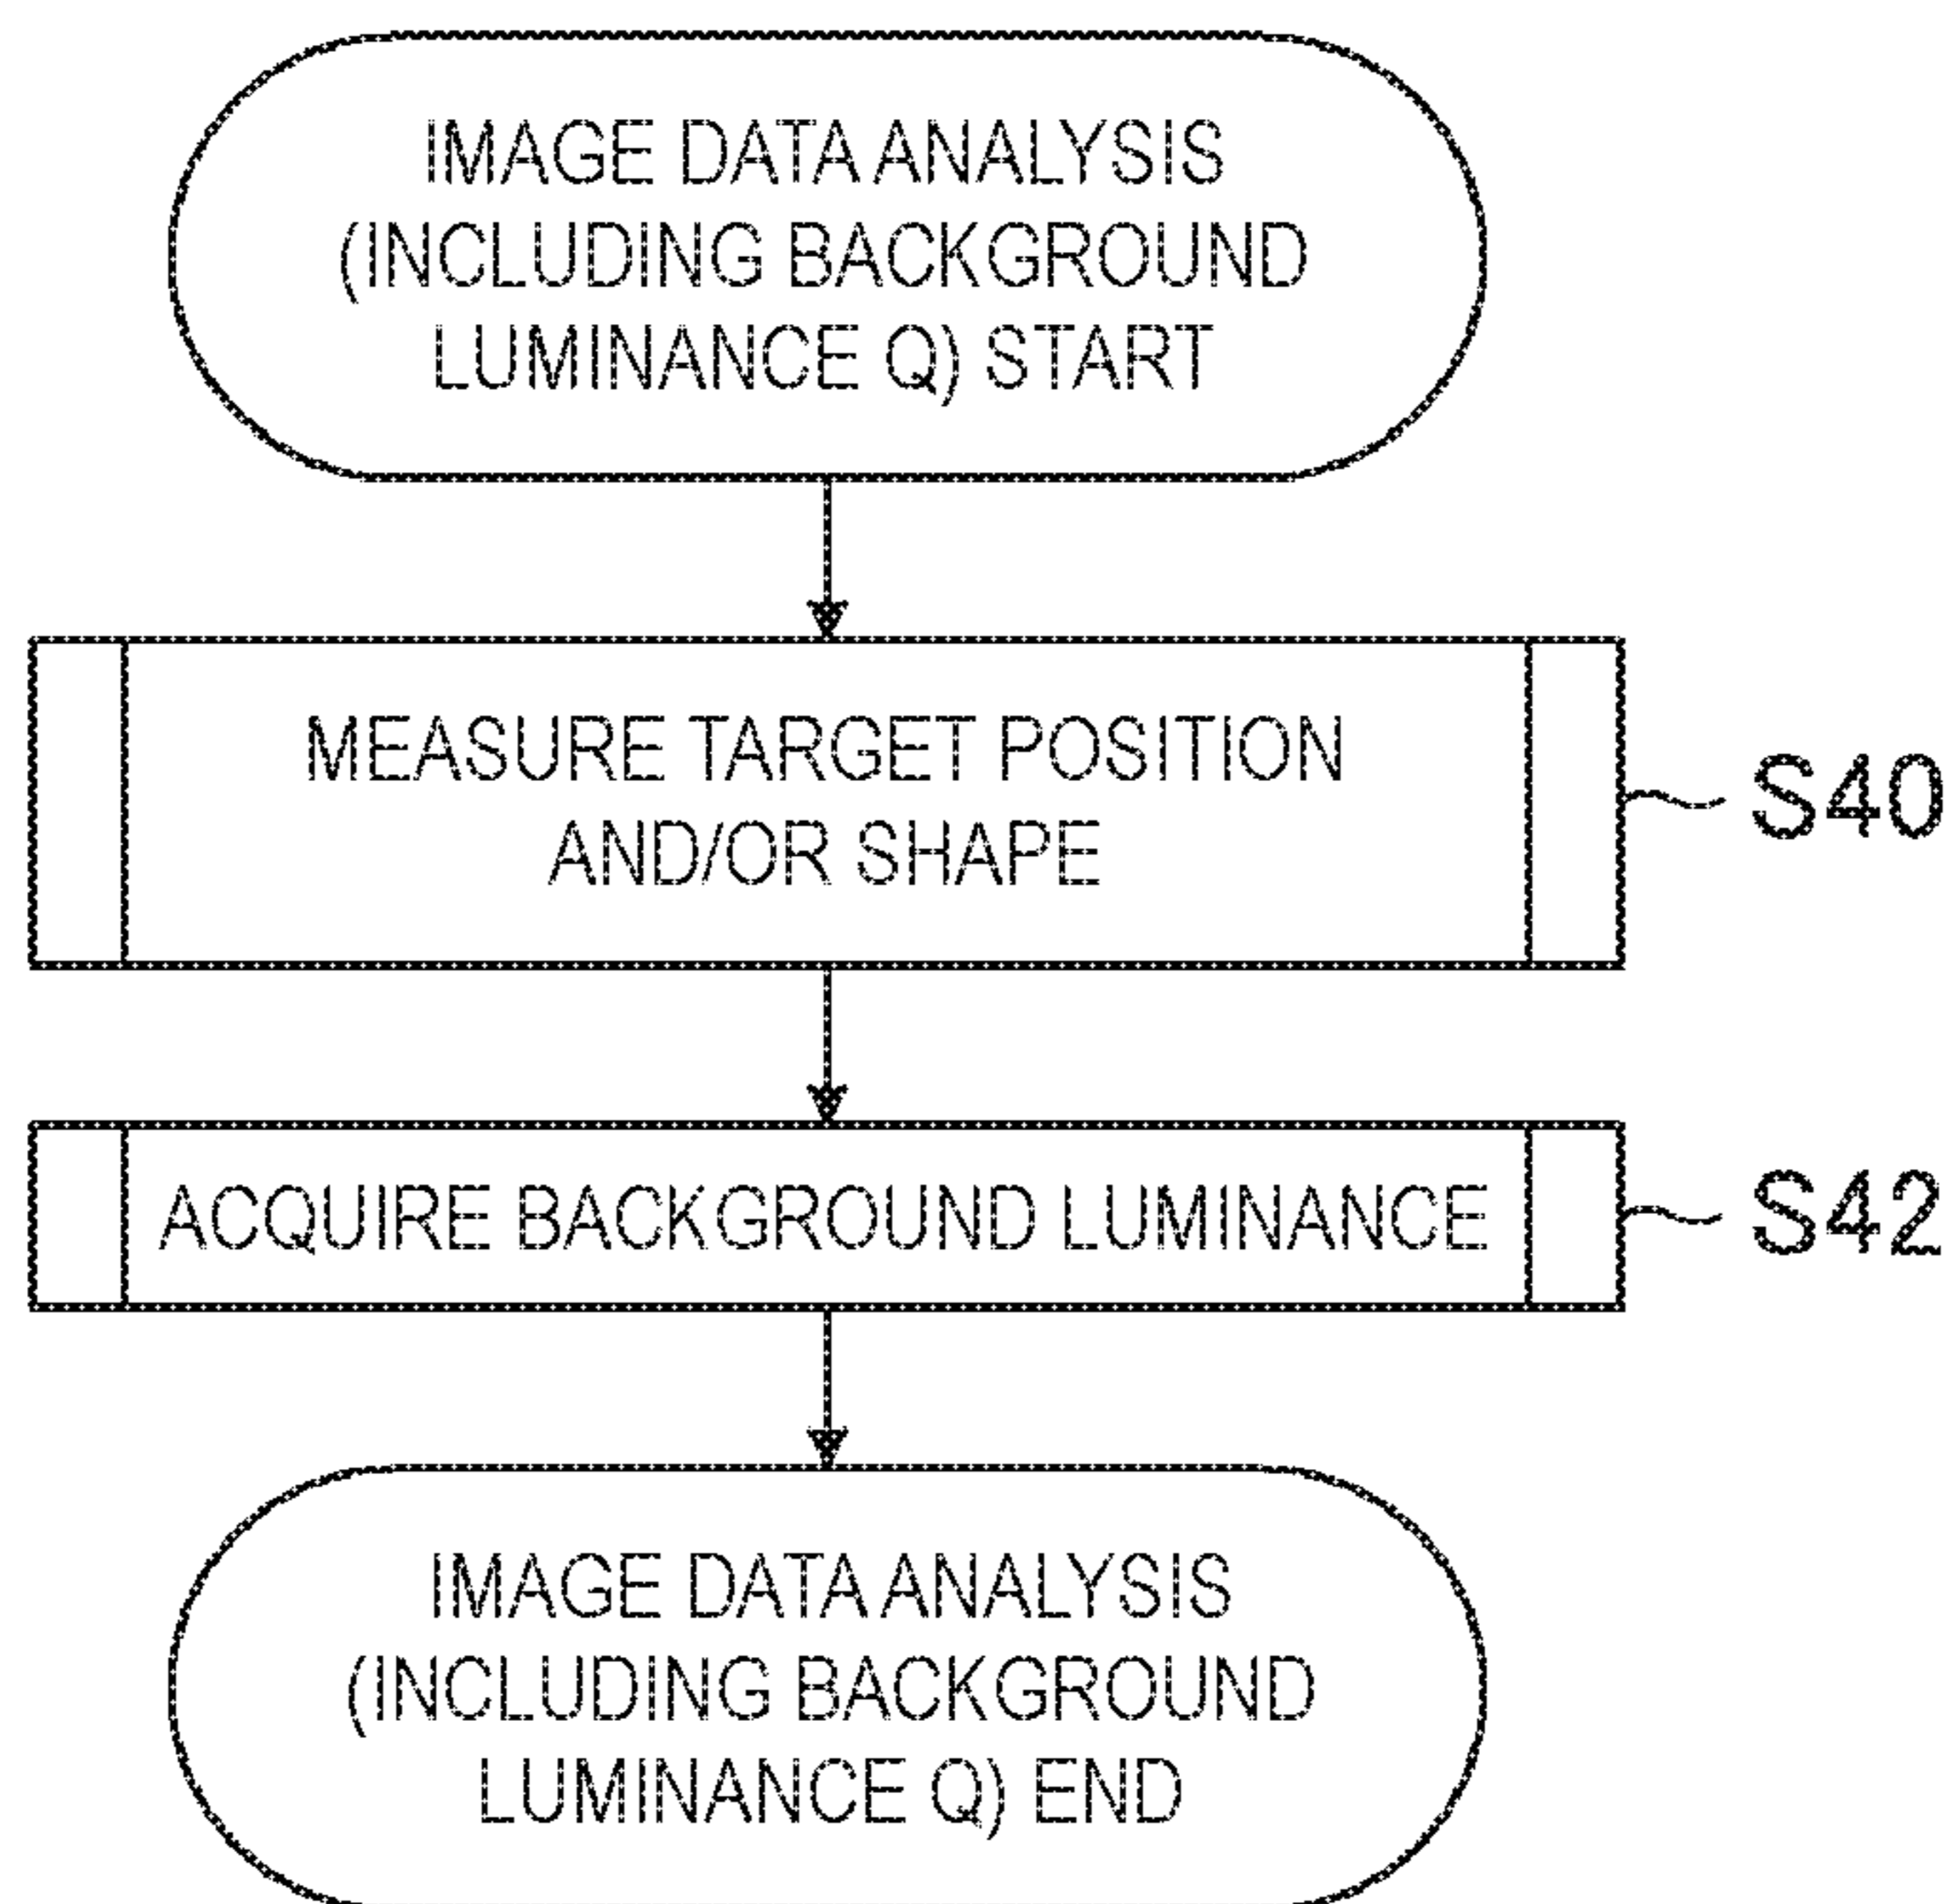 IMAGE DATA ANALYSIS
(INCLUDING BACKGROUND
LUMINANCE Q) START
MEASURE TARGET POSITION
AND/OR SHAPE
S40
ACQUIRE BACKGROUND LUMINANCE
S42
IMAGE DATA ANALYSIS
(INCLUDING BACKGROUND
LUMINANCE Q) END